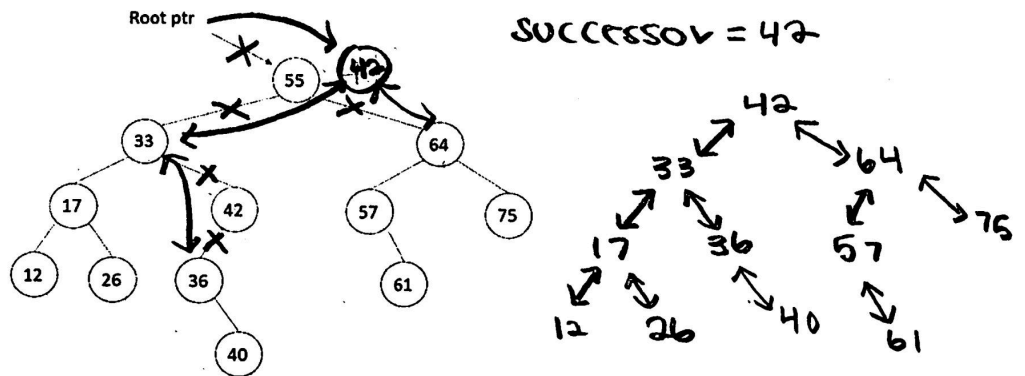 Root ptr
successor = 42
55 42
33 64
17 42 57 75
12 26 36 61
40
42
33 64
17 36 57 75
12 26 40 61